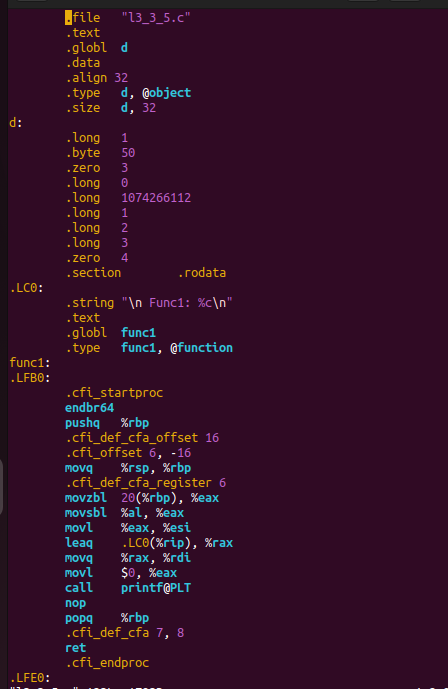 .file "l3_3_5.c"
.text
.globl d
.data
.align 32
.type d, @object
.size d, 32
d:
.long 1
.byte 50
.zero 3
.long 0
.long 1074266112
.long 1
.long 2
.long 3
.zero 4
.section .rodata
.LC0:
.string "\n Func1: %c\n"
.text
.globl func1
.type func1, @function
func1:
.LFB0:
.cfi_startproc
endbr64
pushq %rbp
.cfi_def_cfa_offset 16
.cfi_offset 6, -16
movq %rsp, %rbp
.cfi_def_cfa_register 6
movzbl 20(%rbp), %eax
movsbl %al, %eax
movl %eax, %esi
leaq .LC0(%rip), %rax
movq %rax, %rdi
movl $0, %eax
call printf@PLT
nop
popq %rbp
.cfi_def_cfa 7, 8
ret
.cfi_endproc
.LFE0: